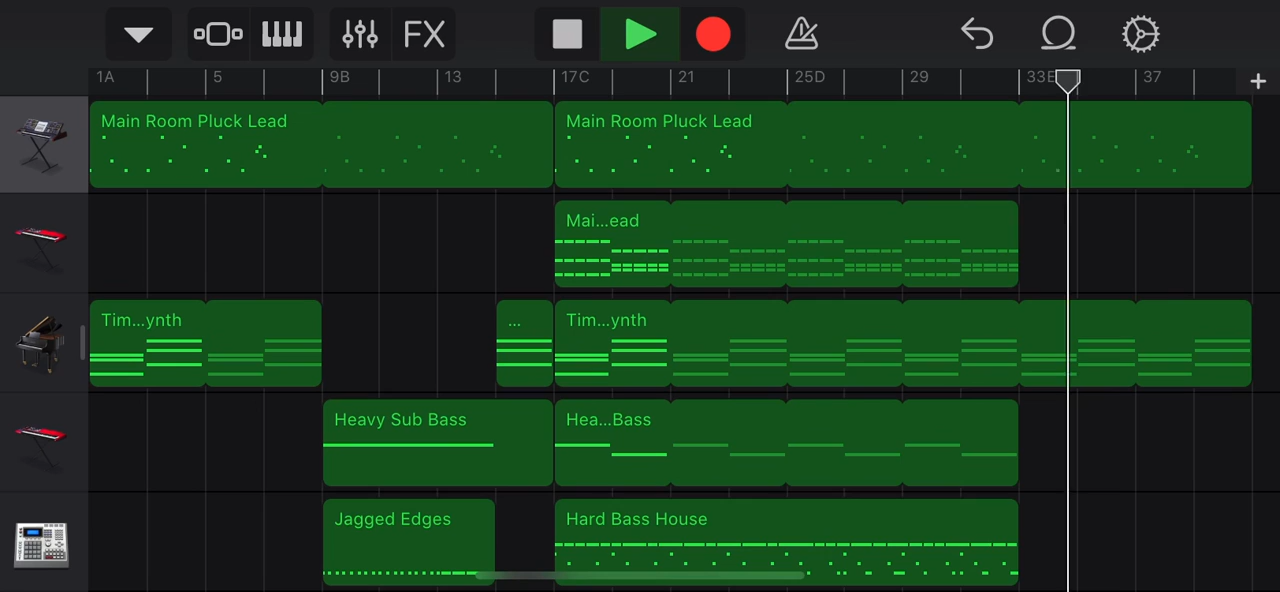 FX
1A 5 9B 13 17C 21 25D 29 33E 37 +
Main Room Pluck Lead Main Room Pluck Lead
Mai...ead
Tim...ynth ... Tim...ynth
Heavy Sub Bass Hea...Bass
Jagged Edges Hard Bass House